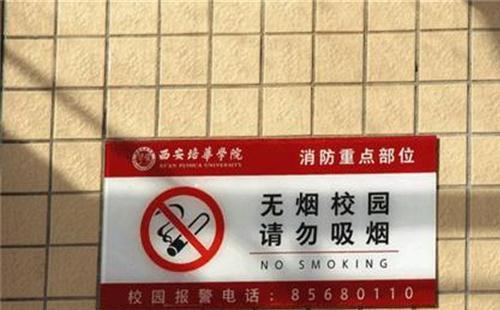 西安培華学院
XI'AN PEIHUA UNIVERSITY
消防重点部位
无烟校园
请勿吸烟
NO SMOKING
校园报警电话：85680110